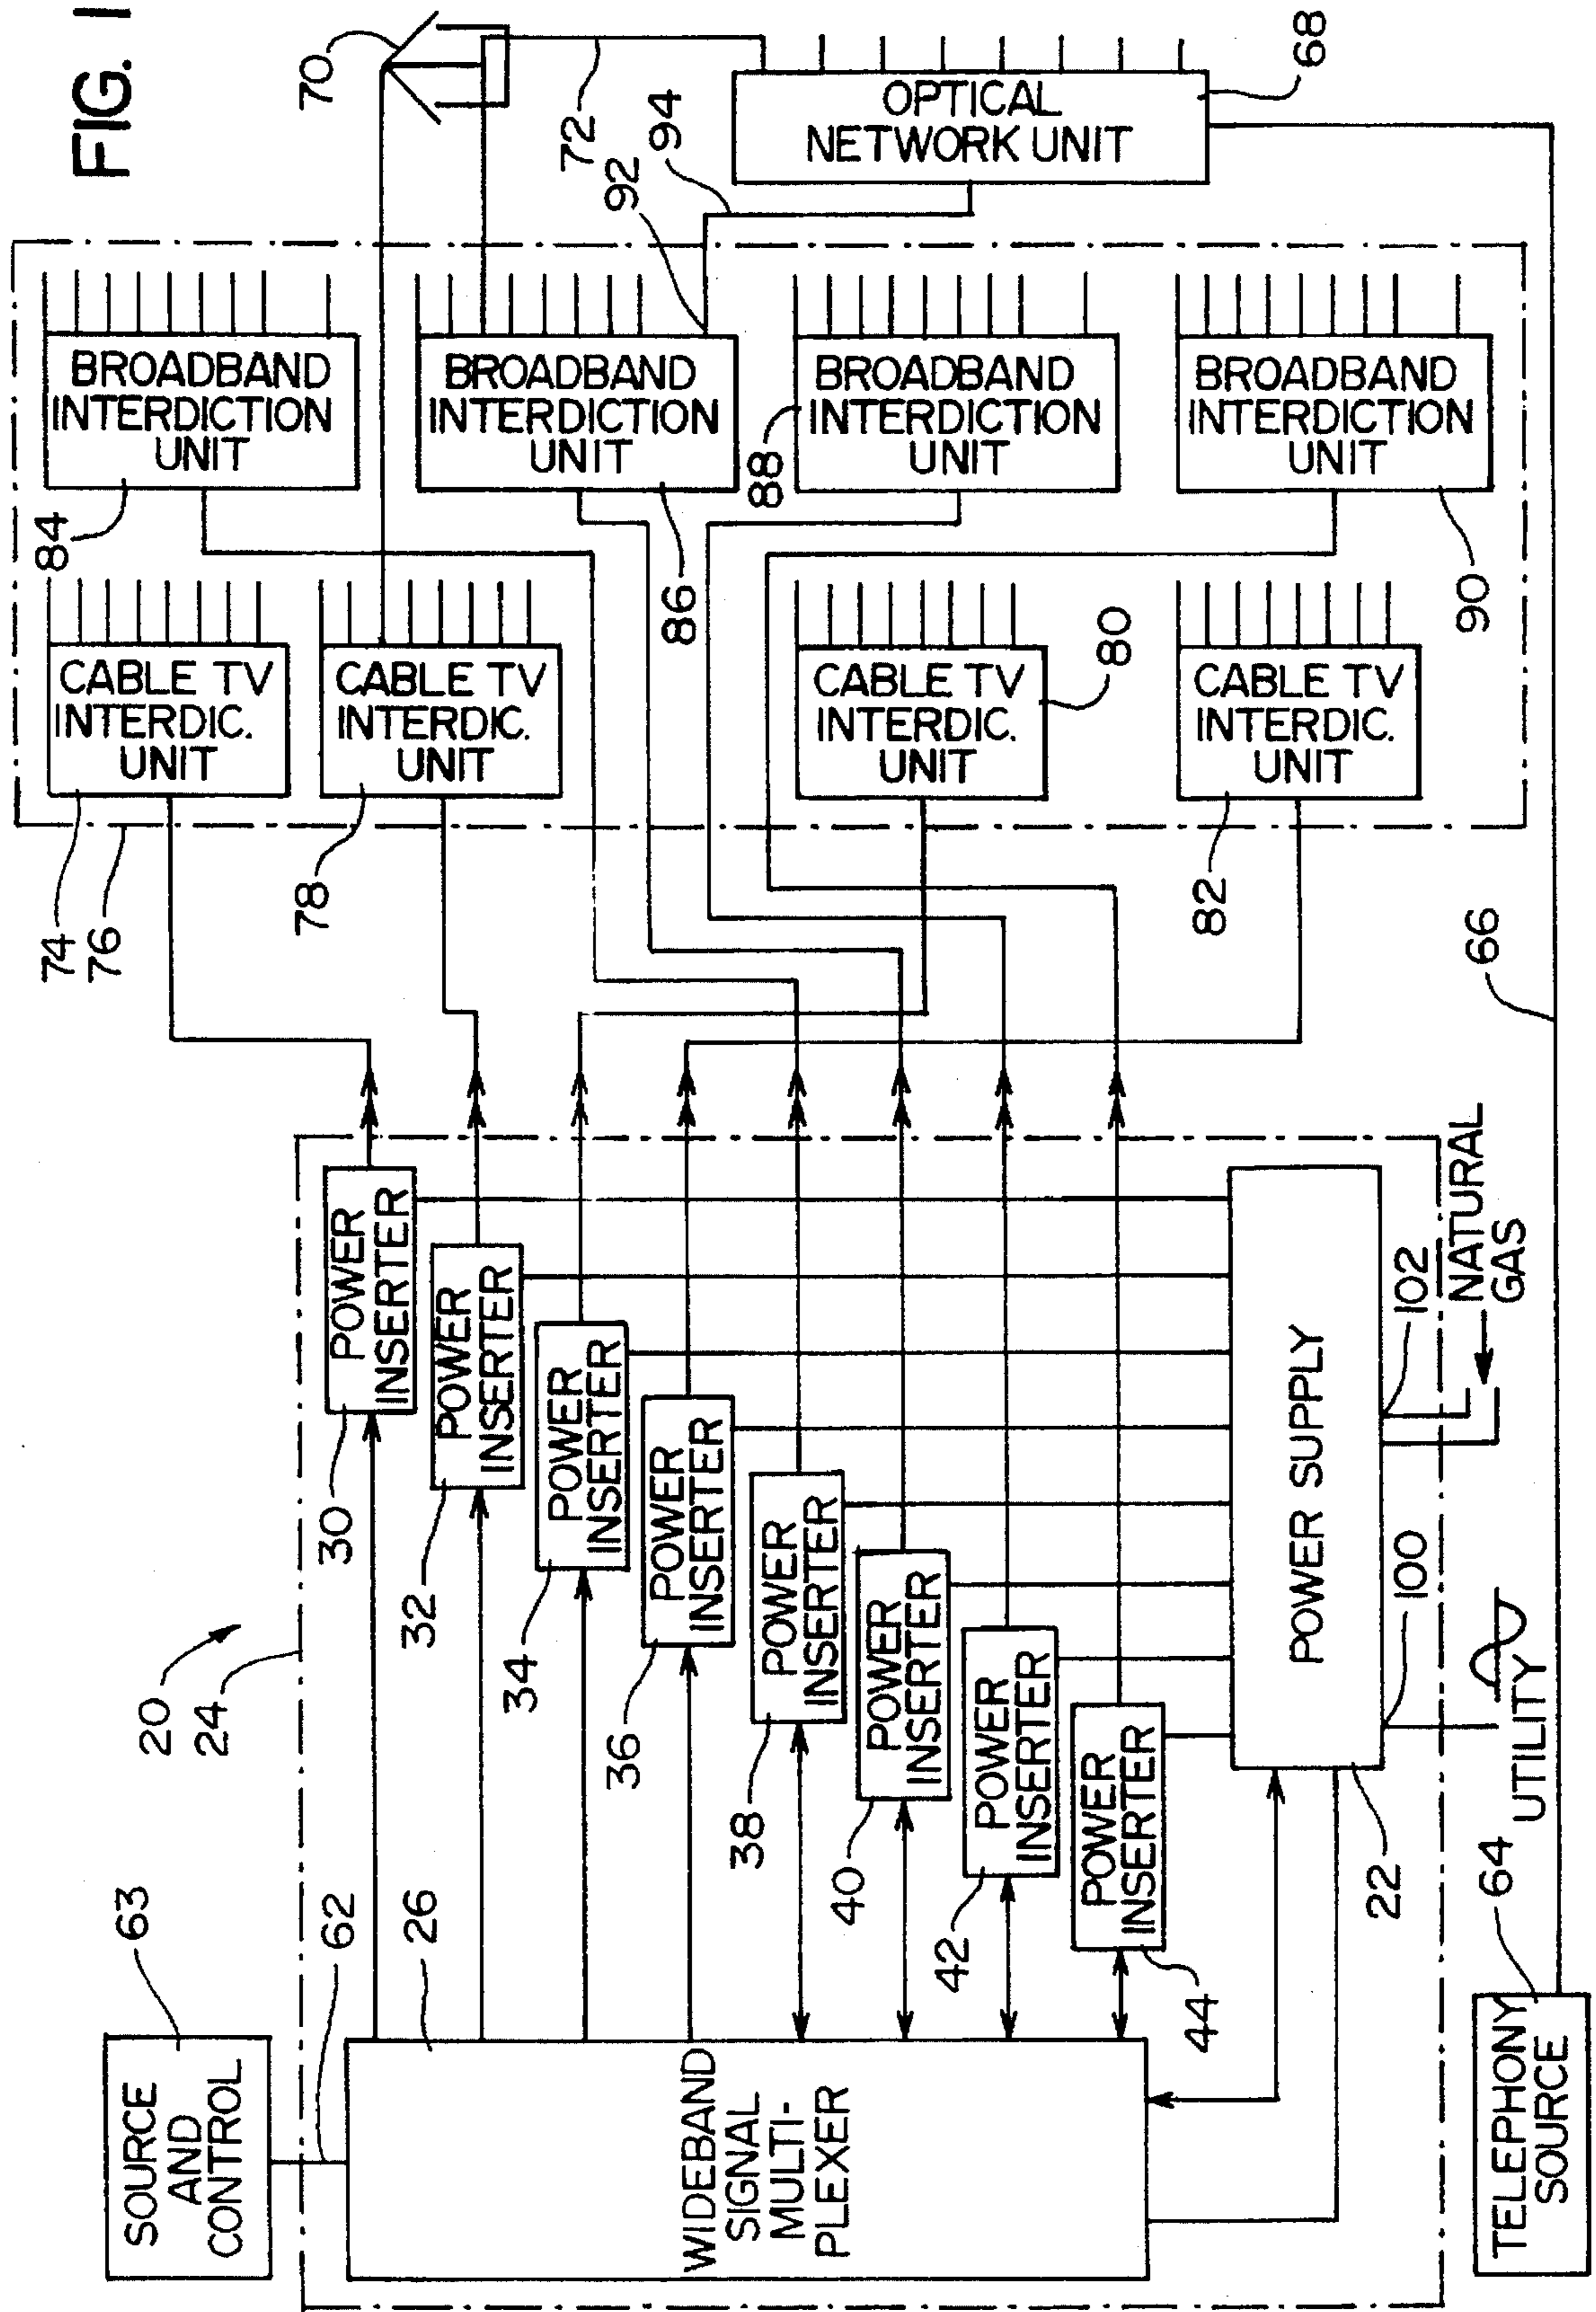 FIG. 1
70
72
92
94
OPTICAL
NETWORK UNIT
68
BROADBAND
INTERDICTION
UNIT
84
BROADBAND
INTERDICTION
UNIT
86
BROADBAND
INTERDICTION
UNIT
88
BROADBAND
INTERDICTION
UNIT
90
CABLE TV
INTERDIC.
UNIT
74
76
CABLE TV
INTERDIC.
UNIT
78
CABLE TV
INTERDIC.
UNIT
80
CABLE TV
INTERDIC.
UNIT
82
66
20
24
POWER
INSERTER
30
POWER
INSERTER
32
POWER
INSERTER
34
POWER
INSERTER
36
POWER
INSERTER
38
POWER
INSERTER
40
POWER
INSERTER
42
POWER
INSERTER
44
POWER SUPPLY
22
102
NATURAL
GAS
100
UTILITY
SOURCE
AND
CONTROL
63
62
26
WIDEBAND
SIGNAL
MULTI-
PLEXER
TELEPHONY
SOURCE
64